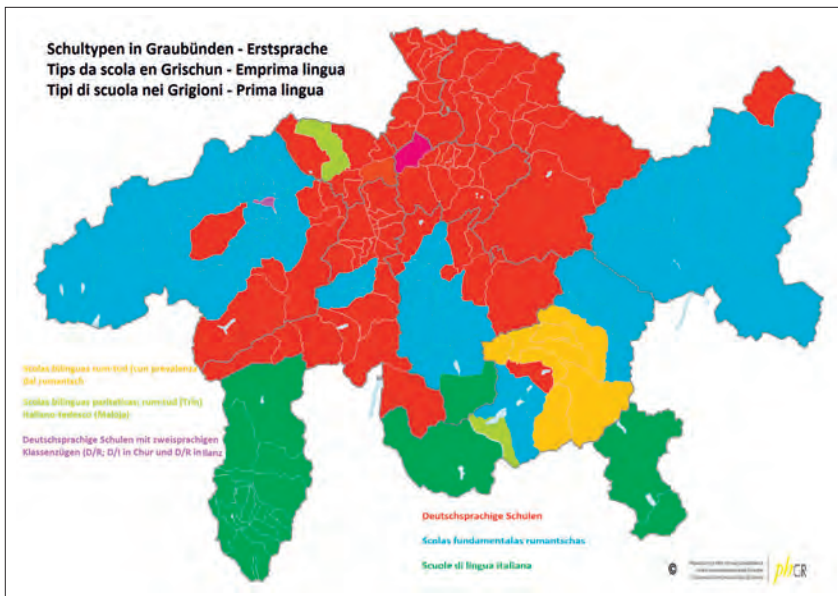 Schultypen in Graubünden - Erstsprache
Tips da scola en Grischun - Emprima lingua
Tipi di scuola nei Grigioni - Prima lingua
Scolas bilinguas rum-tud (cun prevalenza
dal rumantsch
Scolas bilinguas paritaticas; rum-tud (Trin)
Italiano-tedesco (Maloja)
Deutschsprachige Schulen mit zweisprachigen
Klassenzügen (D/R; D/I in Chur und D/R in Ilanz
Deutschsprachige Schulen
Scolas fundamentalas rumantschas
Scuole di lingua italiana
©
phGR